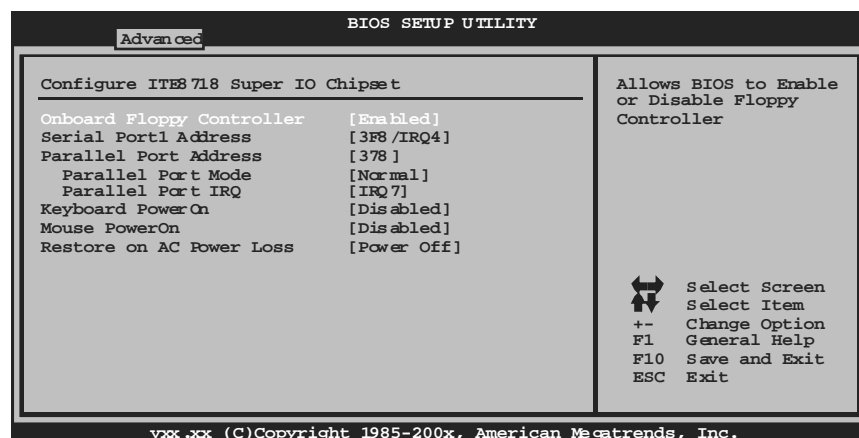 BIOS SETUP UTILITY
Advanced
Configure ITE8718 Super IO Chipset
Onboard Floppy Controller [Enabled]
Serial Port1 Address [3F8/IRQ4]
Parallel Port Address [378]
Parallel Port Mode [Normal]
Parallel Port IRQ [IRQ7]
Keyboard PowerOn [Disabled]
Mouse PowerOn [Disabled]
Restore on AC Power Loss [Power Off]
Allows BIOS to Enable
or Disable Floppy
Controller
Select Screen
Select Item
+- Change Option
F1 General Help
F10 Save and Exit
ESC Exit
vxx.xx (C)Copyright 1985-200x, American Megatrends, Inc.